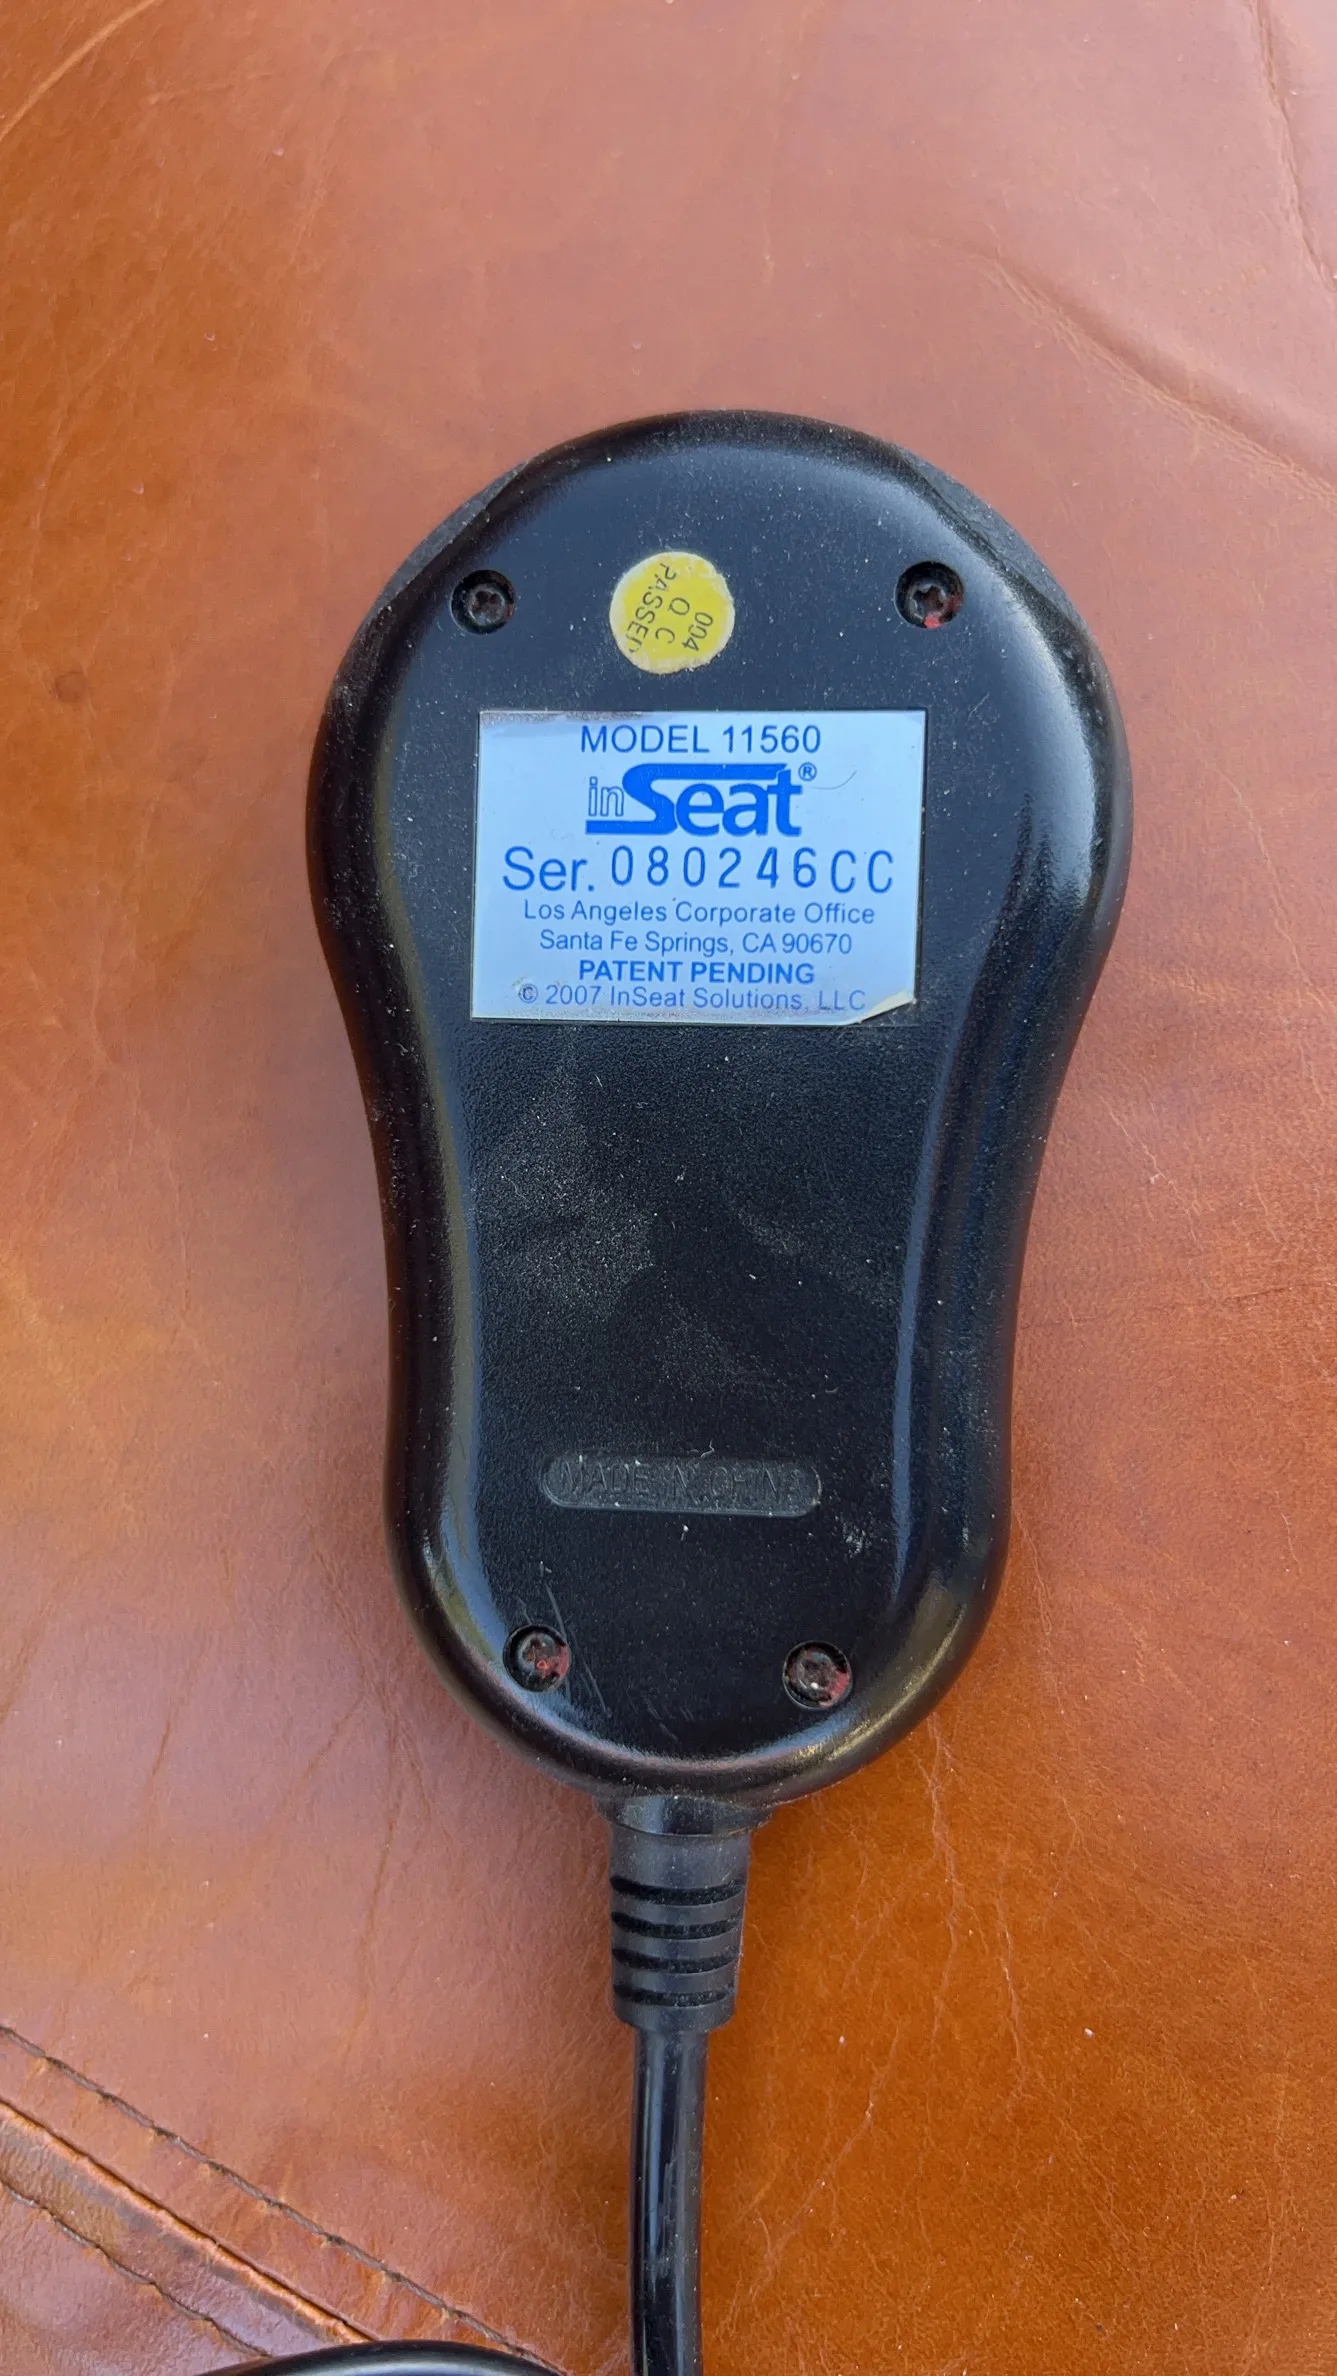 004
Q C
PASSED
MODEL 11560
inSeat®
Ser. 080246CC
Los Angeles Corporate Office
Santa Fe Springs, CA 90670
PATENT PENDING
© 2007 InSeat Solutions, LLC
MADE IN CHINA